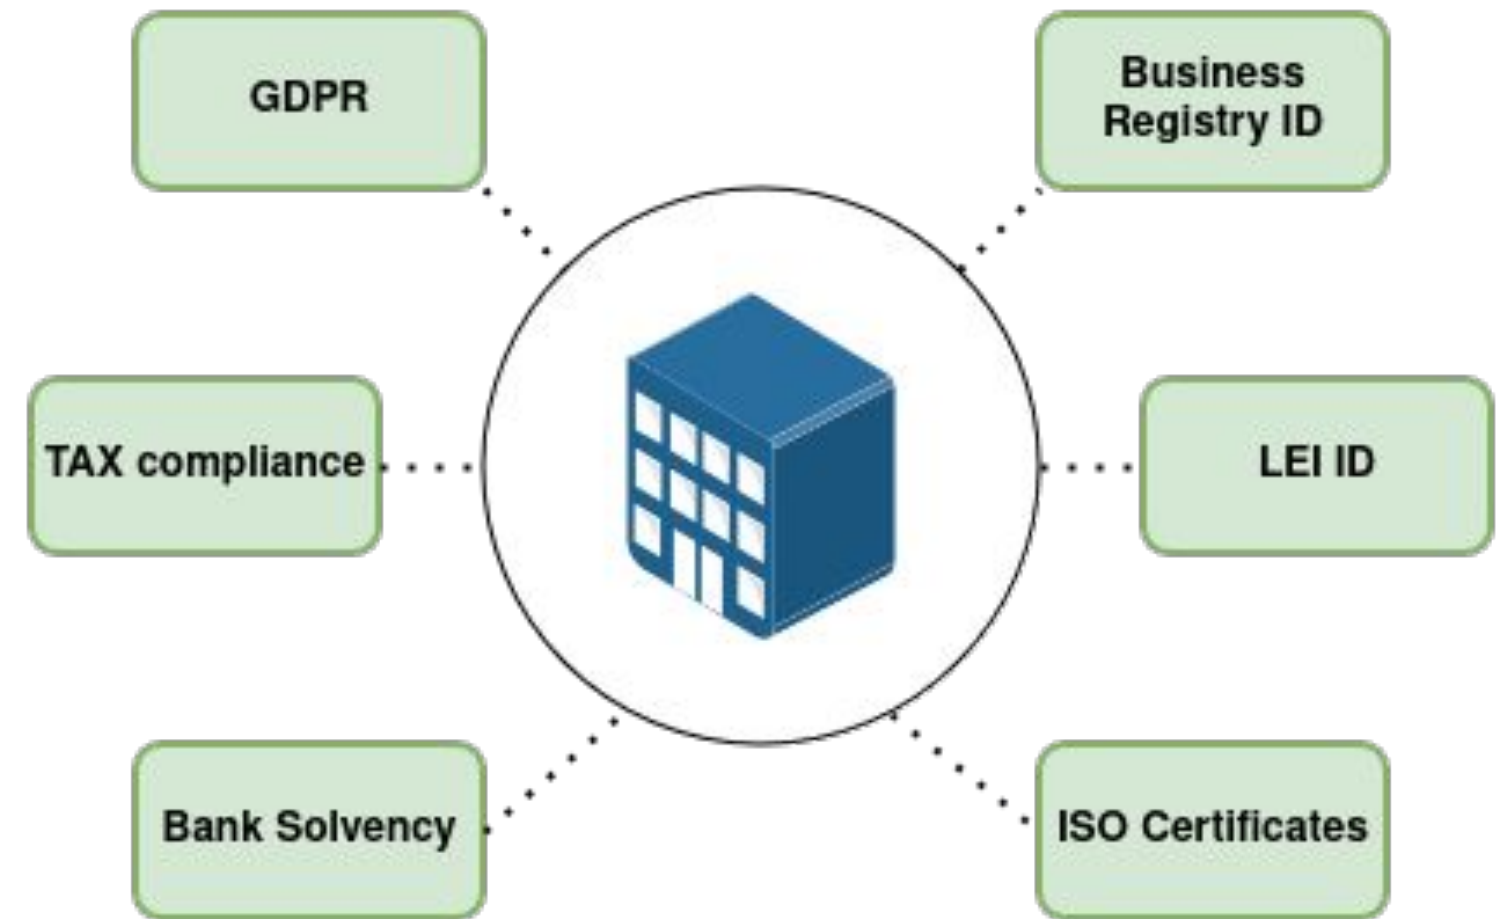 GDPR
Business
Registry ID
TAX compliance
LEI ID
Bank Solvency
ISO Certificates